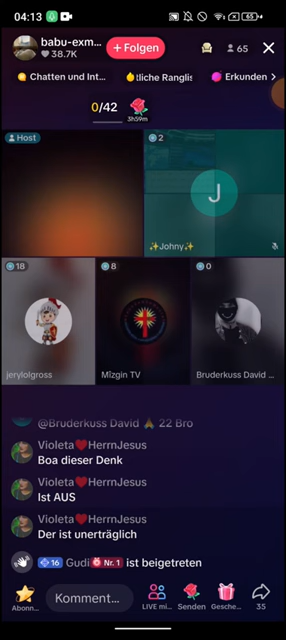 04:13
65
babu-exm...
38.7K
+ Folgen
65
Chatten und Int...
tliche Ranglis
Erkunden >
0/42
3h59m
Host
2
J
✨Johny✨
18
8
0
jerylolgross
Mîzgin TV
Bruderkuss David ...
@Bruderkuss David 🙏 22 Bro
Violeta❤️HerrnJesus
Boa dieser Denk
Violeta❤️HerrnJesus
Ist AUS
Violeta❤️HerrnJesus
Der ist unerträglich
16 Gudi Nr. 1 ist beigetreten
Komment...
Abonn...
LIVE mi...
Senden
Gesche...
35